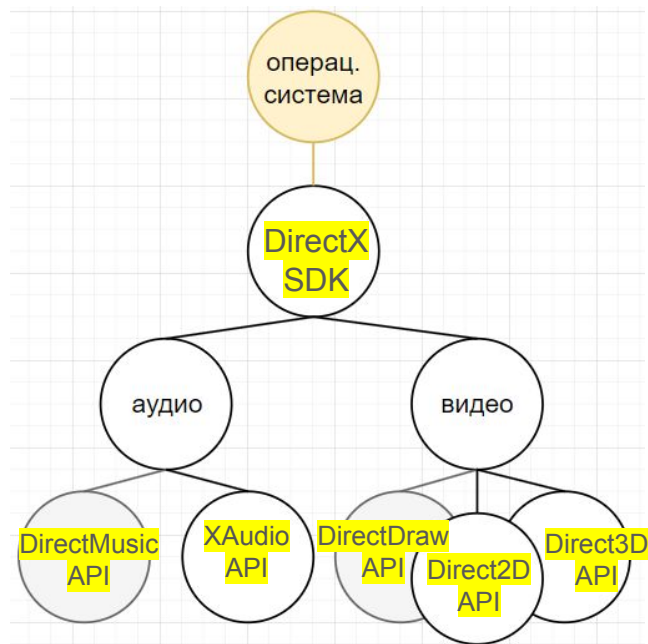 операц.
система
DirectX
SDK
аудио
видео
DirectMusic
API
XAudio
API
DirectDraw
API
Direct2D
API
Direct3D
API